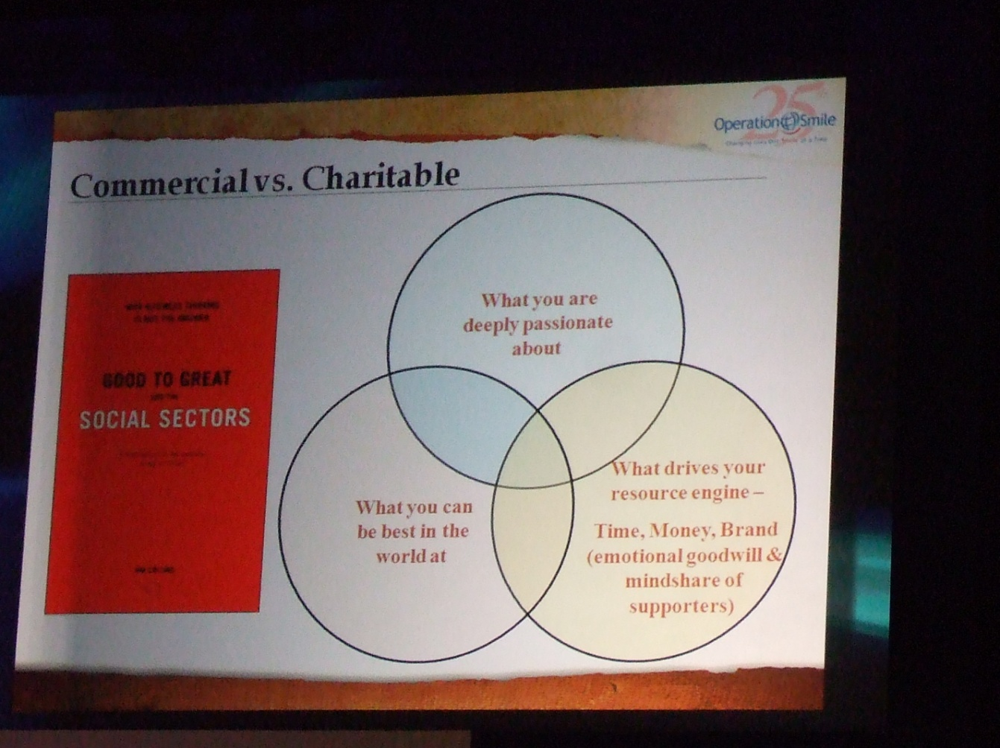 25
Operation Smile
Commercial vs. Charitable
GOOD TO GREAT
SOCIAL SECTORS
What you are
deeply passionate
about
What you can
be best in the
world at
What drives your
resource engine –
Time, Money, Brand
(emotional goodwill &
mindshare of
supporters)